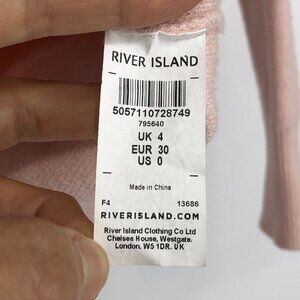 RIVER ISLAND
5057110728749
795640
UK 4
EUR 30
US 0
Made in China
F4 13686
RIVERISLAND.COM
River Island Clothing Co Ltd
Chelsea House, Westgate.
London. W5 1DR. UK